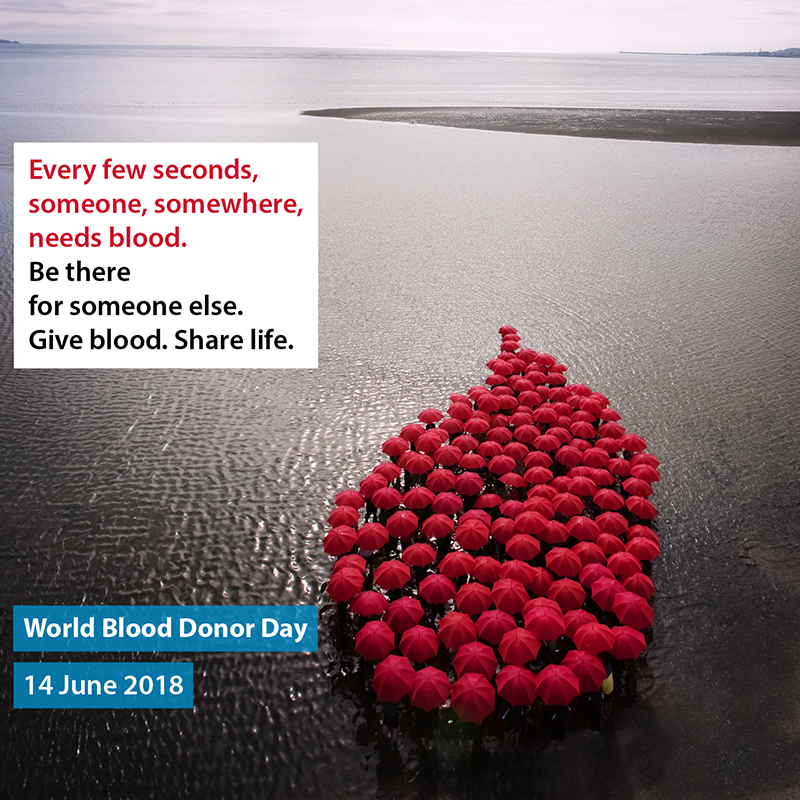 Every few seconds,
someone, somewhere,
needs blood.
Be there
for someone else.
Give blood. Share life.
World Blood Donor Day
14 June 2018